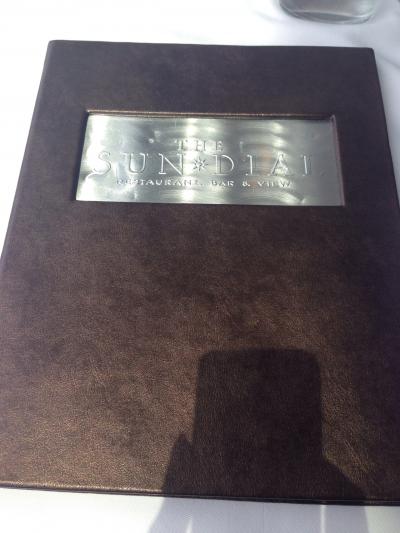 THE
SUN DIAL
RESTAURANT, BAR & VIEW